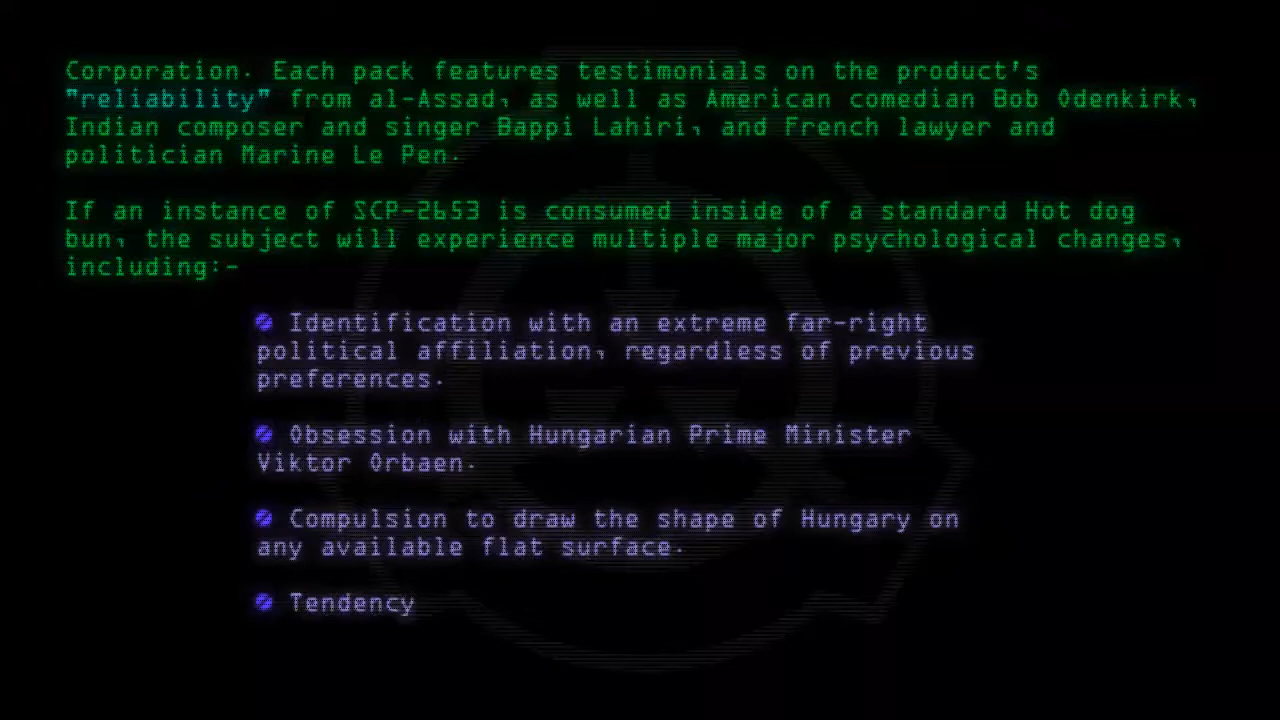 Corporation. Each pack features testimonials on the product's
"reliability" from al-Assad, as well as American comedian Bob Odenkirk,
Indian composer and singer Bappi Lahiri, and French lawyer and
politician Marine Le Pen.
If an instance of SCP-2653 is consumed inside of a standard Hot dog
bun, the subject will experience multiple major psychological changes,
including:-
Identification with an extreme far-right
political affiliation, regardless of previous
preferences.
Obsession with Hungarian Prime Minister
Viktor Orbaen.
Compulsion to draw the shape of Hungary on
any available flat surface.
Tendency